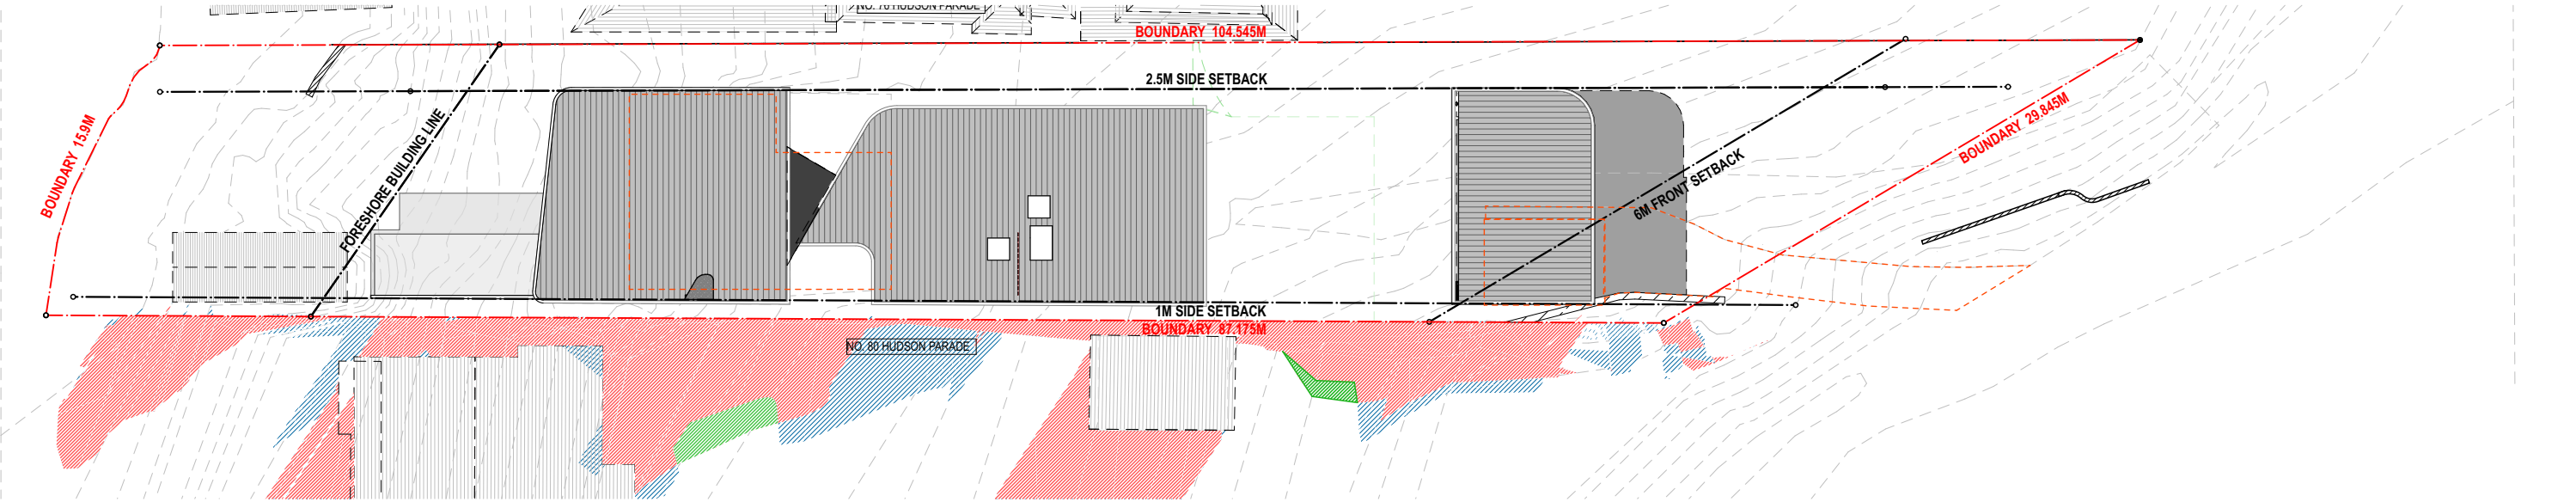 NO. 76 HUDSON PARADE
BOUNDARY 104.545M
2.5M SIDE SETBACK
BOUNDARY 15.9M
FORESHORE BUILDING LINE
6M FRONT SETBACK
BOUNDARY 29.845M
1M SIDE SETBACK
BOUNDARY 87.175M
NO. 80 HUDSON PARADE